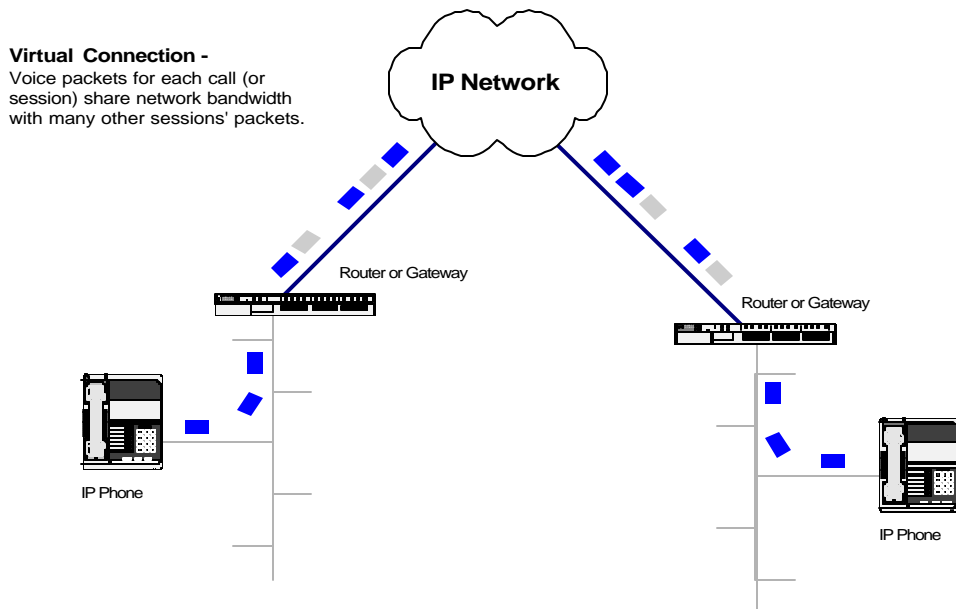 Virtual Connection -
Voice packets for each call (or
session) share network bandwidth
with many other sessions' packets.
IP Network
Router or Gateway
Router or Gateway
IP Phone
IP Phone